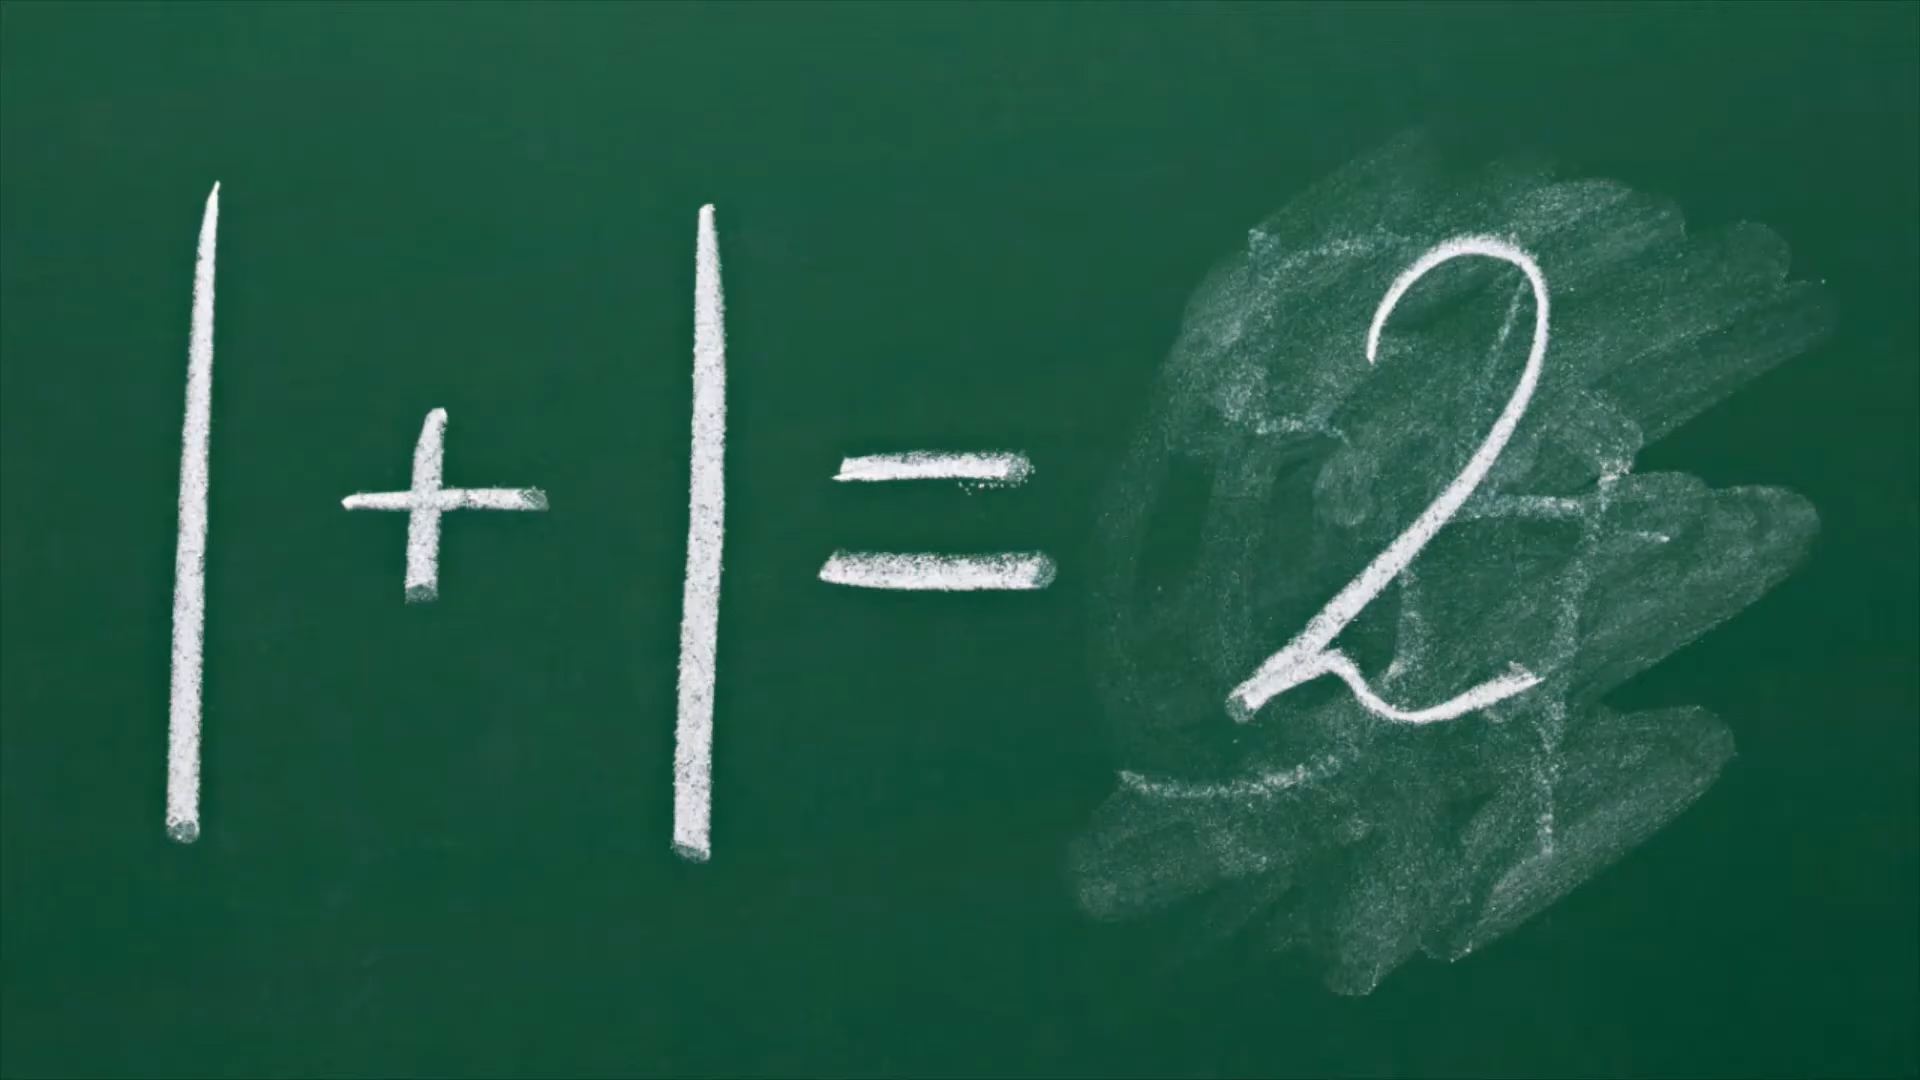 1 + 1 = 2